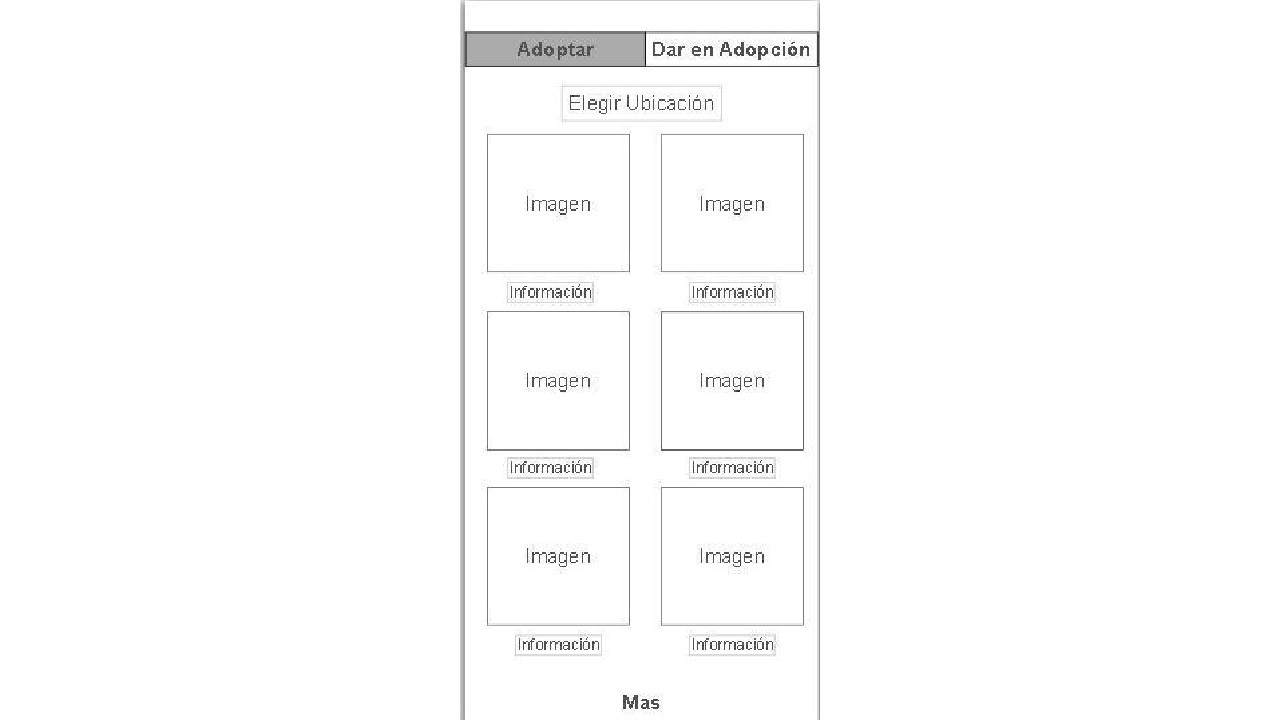 Adoptar Dar en Adopción
Elegir Ubicación
Imagen Imagen
Información Información
Imagen Imagen
Información Información
Imagen Imagen
Información Información
Mas